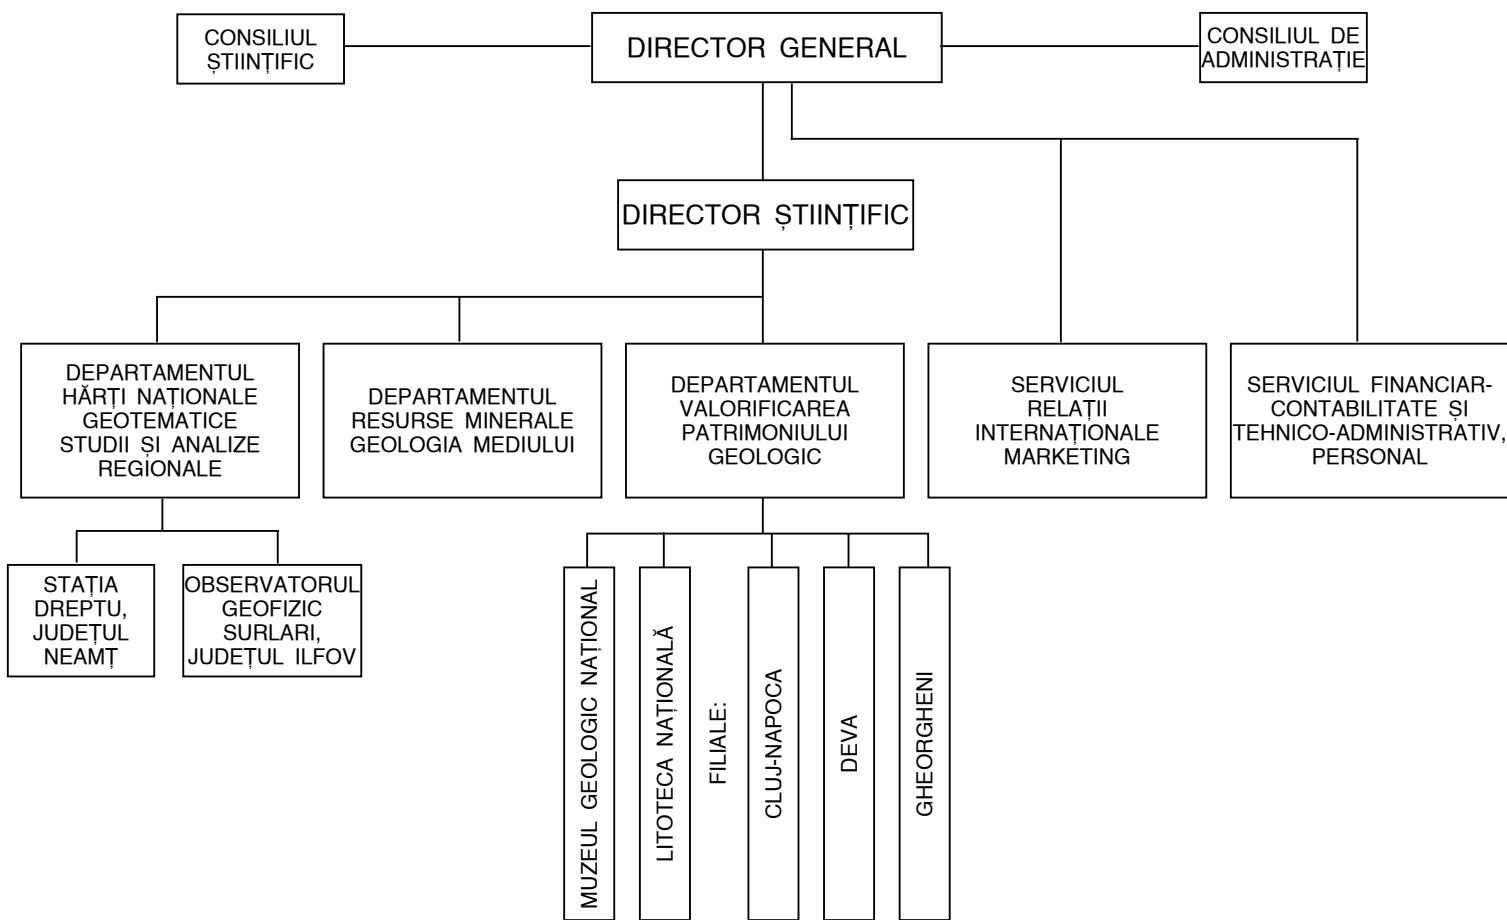 CONSILIUL
ȘTIINȚIFIC
DIRECTOR GENERAL
CONSILIUL DE
ADMINISTRAȚIE
DIRECTOR ȘTIINȚIFIC
DEPARTAMENTUL
HĂRȚI NAȚIONALE
GEOTEMATICE
STUDII ȘI ANALIZE
REGIONALE
DEPARTAMENTUL
RESURSE MINERALE
GEOLOGIA MEDIULUI
DEPARTAMENTUL
VALORIFICAREA
PATRIMONIULUI
GEOLOGIC
SERVICIUL
RELAȚII
INTERNAȚIONALE
MARKETING
SERVICIUL FINANCIAR-
CONTABILITATE ȘI
TEHNICO-ADMINISTRATIV,
PERSONAL
STAȚIA
DREPTU,
JUDEȚUL
NEAMȚ
OBSERVATORUL
GEOFIZIC
SURLARI,
JUDEȚUL ILFOV
MUZEUL GEOLOGIC NAȚIONAL
LITOTECA NAȚIONALĂ
FILIALE:
CLUJ-NAPOCA
DEVA
GHEORGHENI